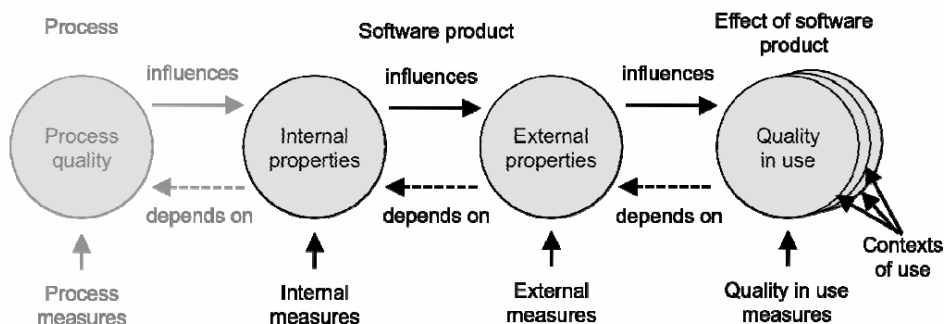 Process
Software product
Effect of software
product
influences
influences
influences
Process
quality
Internal
properties
External
properties
Quality
in use
depends on
depends on
depends on
Contexts
of use
Process
measures
Internal
measures
External
measures
Quality in use
measures